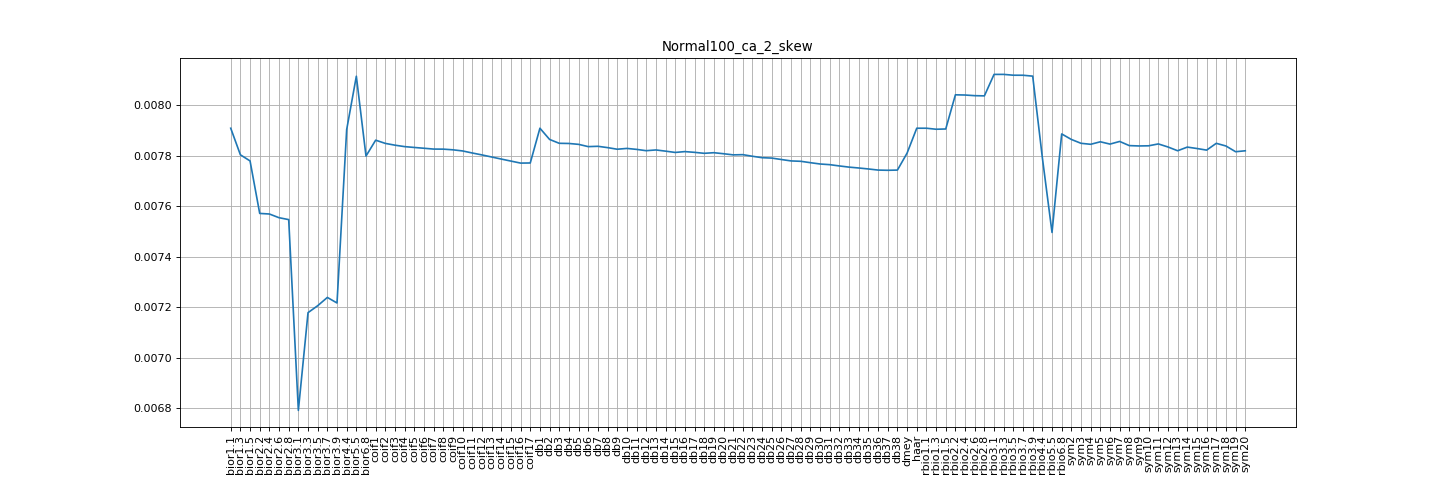 Normal100_ca_2_skew
0.0080
0.0078
0.0076
0.0074
0.0072
0.0070
0.0068
bior1.1
bior1.3
bior1.5
bior2.2
bior2.4
bior2.6
bior2.8
bior3.1
bior3.3
bior3.5
bior3.7
bior3.9
bior4.4
bior5.5
bior6.8
coif1
coif2
coif3
coif4
coif5
coif6
coif7
coif8
coif9
coif10
coif11
coif12
coif13
coif14
coif15
coif16
coif17
db1
db2
db3
db4
db5
db6
db7
db8
db9
db10
db11
db12
db13
db14
db15
db16
db17
db18
db19
db20
db21
db22
db23
db24
db25
db26
db27
db28
db29
db30
db31
db32
db33
db34
db35
db36
db37
db38
dmey
haar
rbio1.1
rbio1.3
rbio1.5
rbio2.2
rbio2.4
rbio2.6
rbio2.8
rbio3.1
rbio3.3
rbio3.5
rbio3.7
rbio3.9
rbio4.4
rbio5.5
rbio6.8
sym2
sym3
sym4
sym5
sym6
sym7
sym8
sym9
sym10
sym11
sym12
sym13
sym14
sym15
sym16
sym17
sym18
sym19
sym20